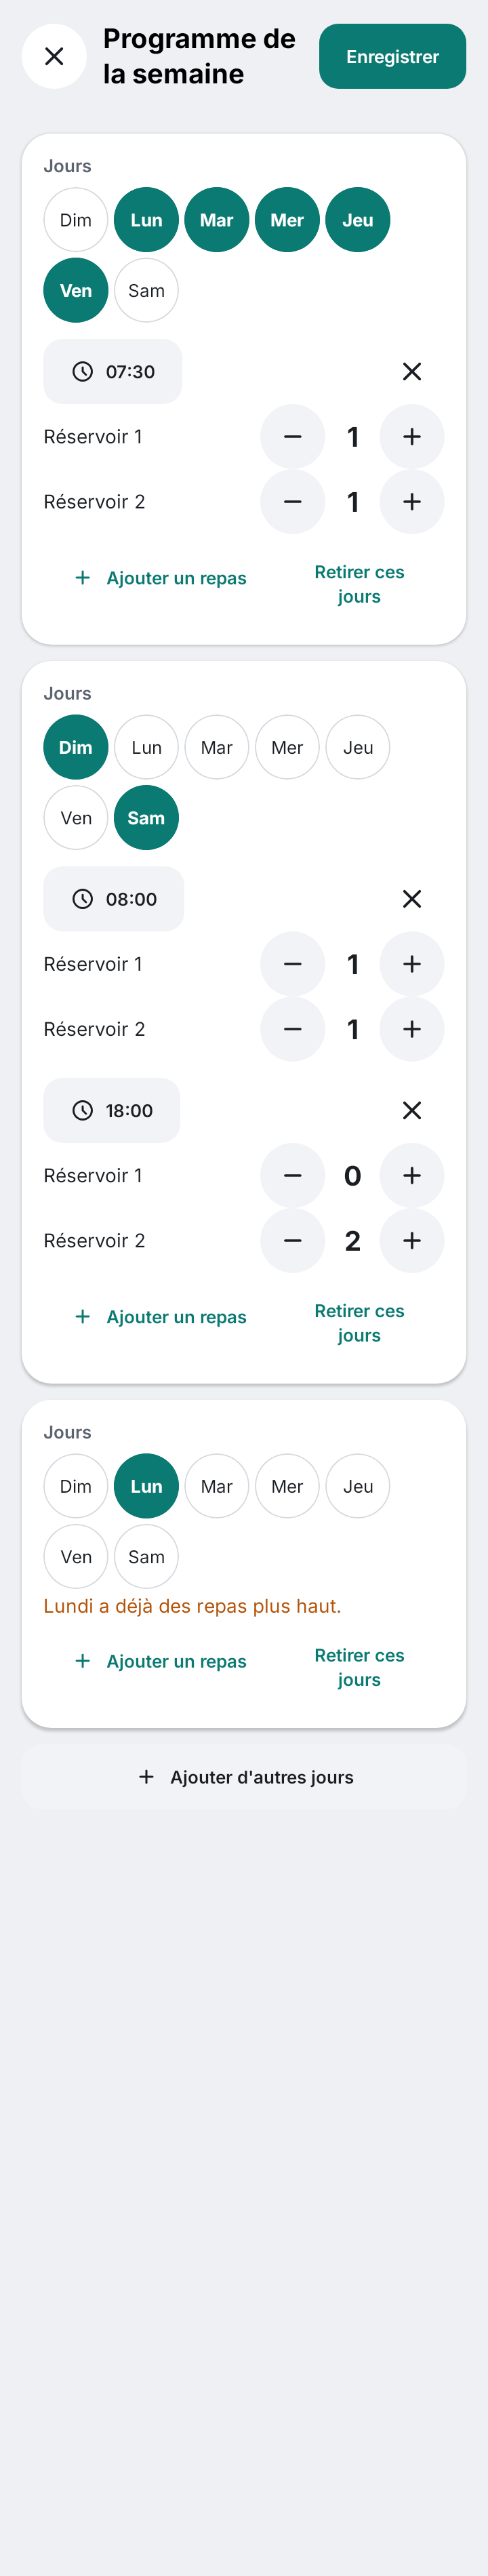 Programme de
la semaine
Enregistrer
Jours
Dim Lun Mar Mer Jeu
Ven Sam
07:30
Réservoir 1 1
Réservoir 2 1
Ajouter un repas
Retirer ces
jours
Jours
Dim Lun Mar Mer Jeu
Ven Sam
08:00
Réservoir 1 1
Réservoir 2 1
18:00
Réservoir 1 0
Réservoir 2 2
Ajouter un repas
Retirer ces
jours
Jours
Dim Lun Mar Mer Jeu
Ven Sam
Lundi a déjà des repas plus haut.
Ajouter un repas
Retirer ces
jours
Ajouter d'autres jours